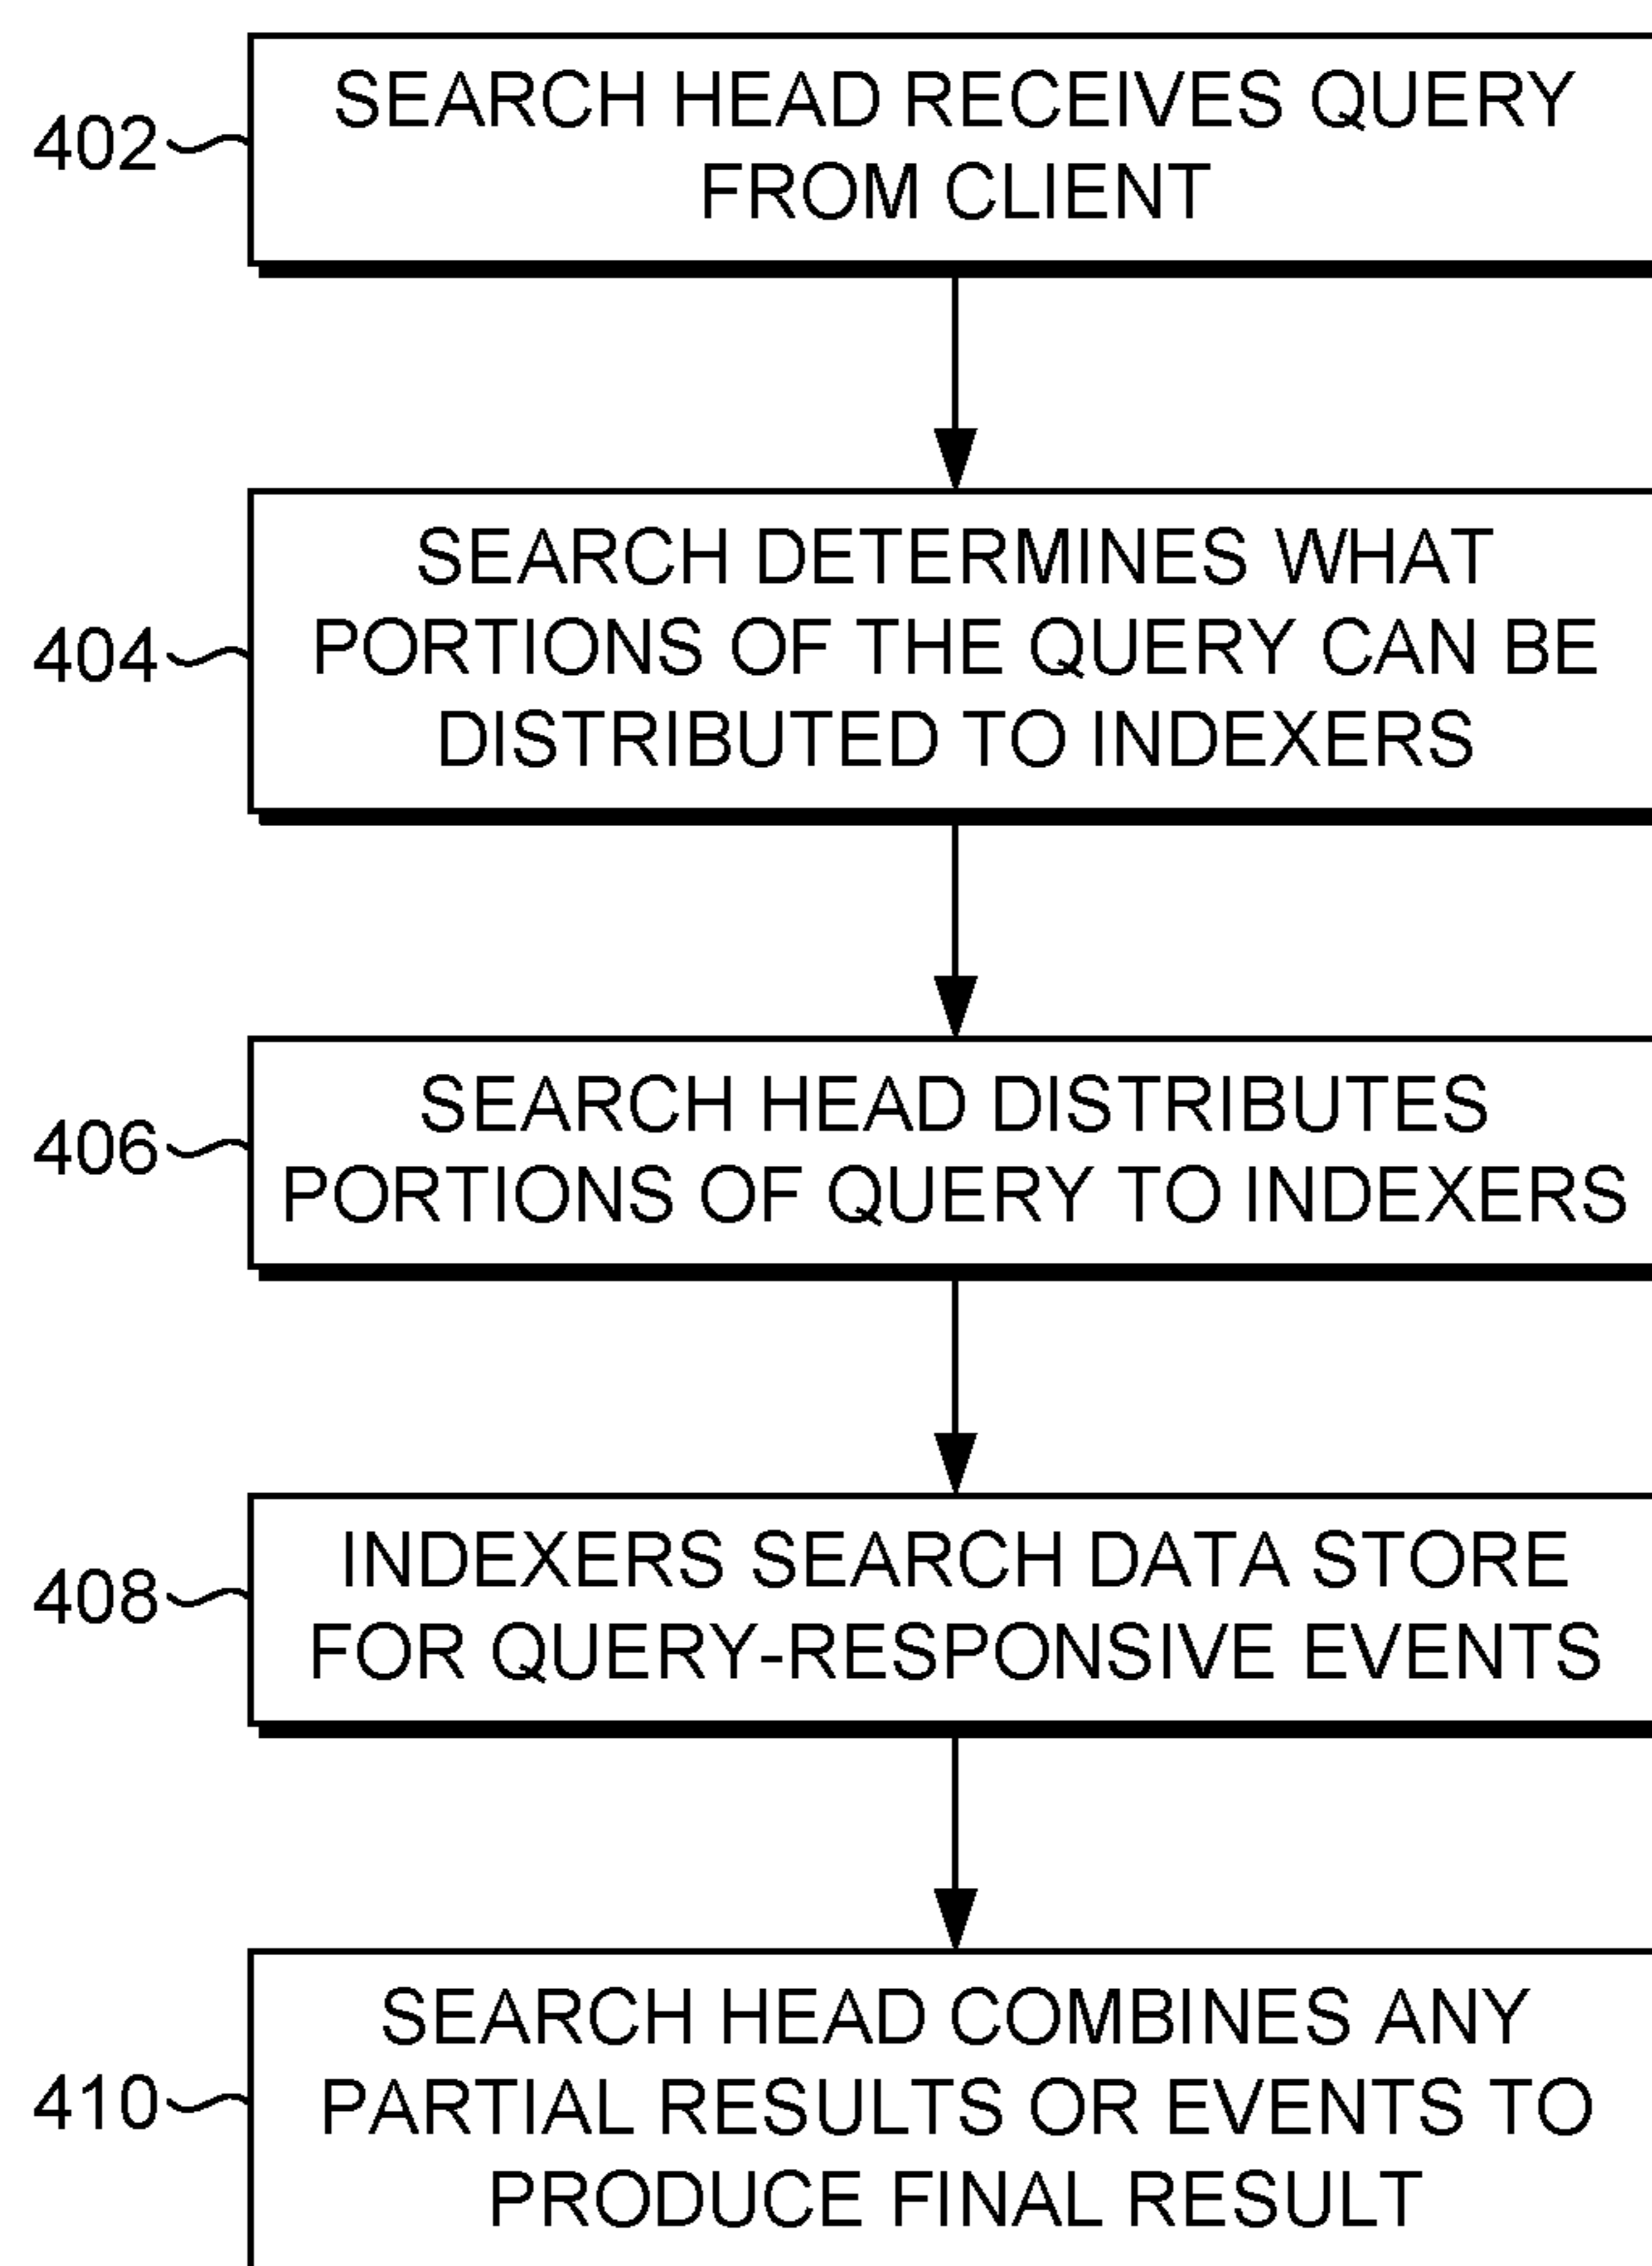 SEARCH HEAD RECEIVES QUERY
FROM CLIENT
402
SEARCH DETERMINES WHAT
PORTIONS OF THE QUERY CAN BE
DISTRIBUTED TO INDEXERS
404
SEARCH HEAD DISTRIBUTES
PORTIONS OF QUERY TO INDEXERS
406
INDEXERS SEARCH DATA STORE
FOR QUERY-RESPONSIVE EVENTS
408
SEARCH HEAD COMBINES ANY
PARTIAL RESULTS OR EVENTS TO
PRODUCE FINAL RESULT
410